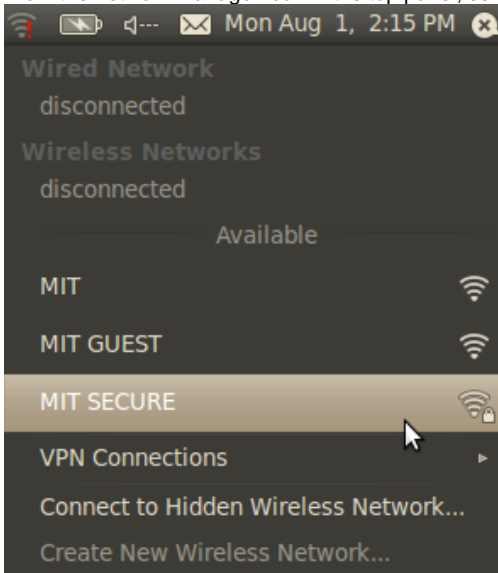 Mon Aug 1, 2:15 PM
Wired Network
disconnected
Wireless Networks
disconnected
Available
MIT
MIT GUEST
MIT SECURE
VPN Connections
Connect to Hidden Wireless Network...
Create New Wireless Network...